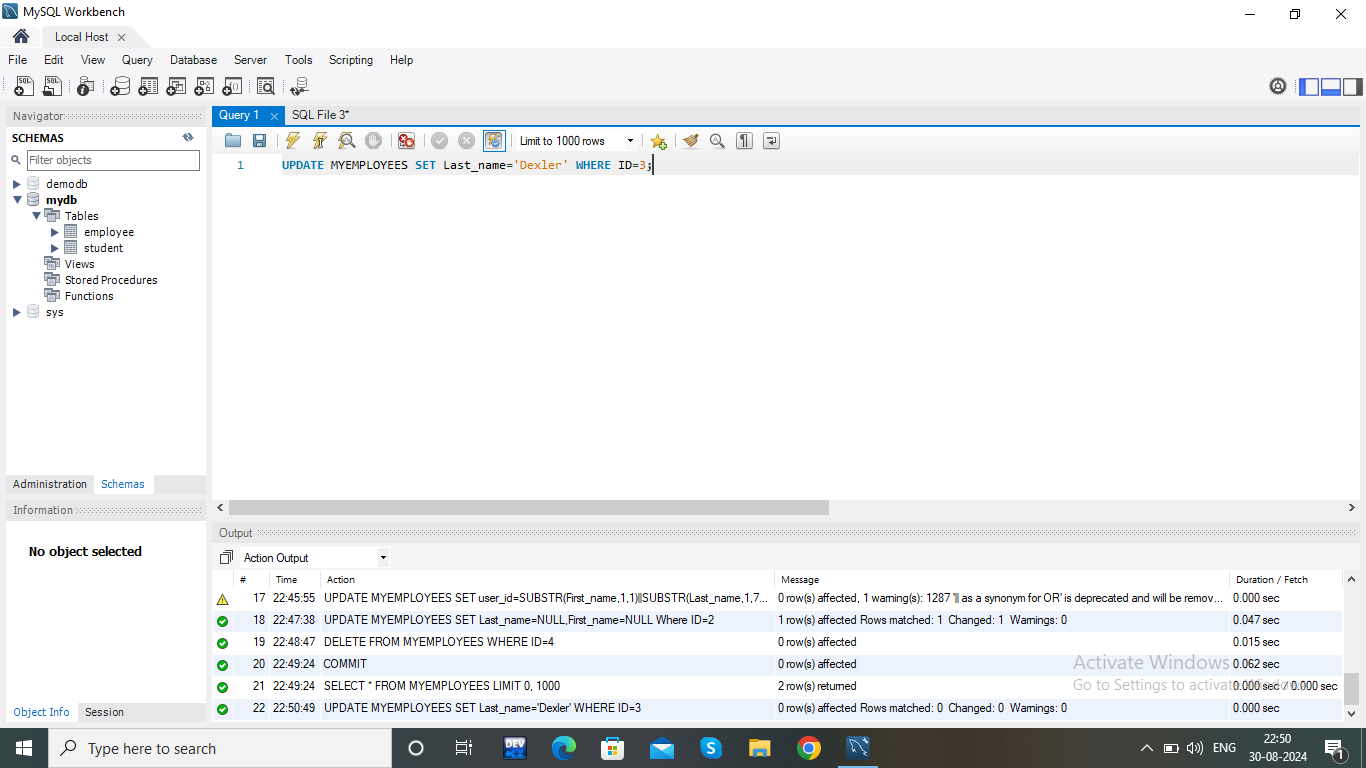 MySQL Workbench
Local Host
File Edit View Query Database Server Tools Scripting Help
Navigator
SCHEMAS
Filter objects
demodb
mydb
Tables
employee
student
Views
Stored Procedures
Functions
sys
Administration Schemas
Information
No object selected
Object Info Session
Query 1 SQL File 3*
Limit to 1000 rows
1 UPDATE MYEMPLOYEES SET Last_name='Dexler' WHERE ID=3;
Output
Action Output
# Time Action Message Duration / Fetch
17 22:45:55 UPDATE MYEMPLOYEES SET user_id=SUBSTR(First_name,1,1)||SUBSTR(Last_name,1,7... 0 row(s) affected, 1 warning(s): 1287 '|| as a synonym for OR' is deprecated and will be remov... 0.000 sec
18 22:47:38 UPDATE MYEMPLOYEES SET Last_name=NULL,First_name=NULL Where ID=2 1 row(s) affected Rows matched: 1 Changed: 1 Warnings: 0 0.047 sec
19 22:48:47 DELETE FROM MYEMPLOYEES WHERE ID=4 0 row(s) affected 0.015 sec
20 22:49:24 COMMIT 0 row(s) affected 0.062 sec
21 22:49:24 SELECT * FROM MYEMPLOYEES LIMIT 0, 1000 2 row(s) returned 0.000 sec / 0.000 sec
22 22:50:49 UPDATE MYEMPLOYEES SET Last_name='Dexler' WHERE ID=3 0 row(s) affected Rows matched: 0 Changed: 0 Warnings: 0 0.000 sec
Activate Windows
Go to Settings to activate Windows.
Type here to search
DEV
ENG
22:50
30-08-2024
1